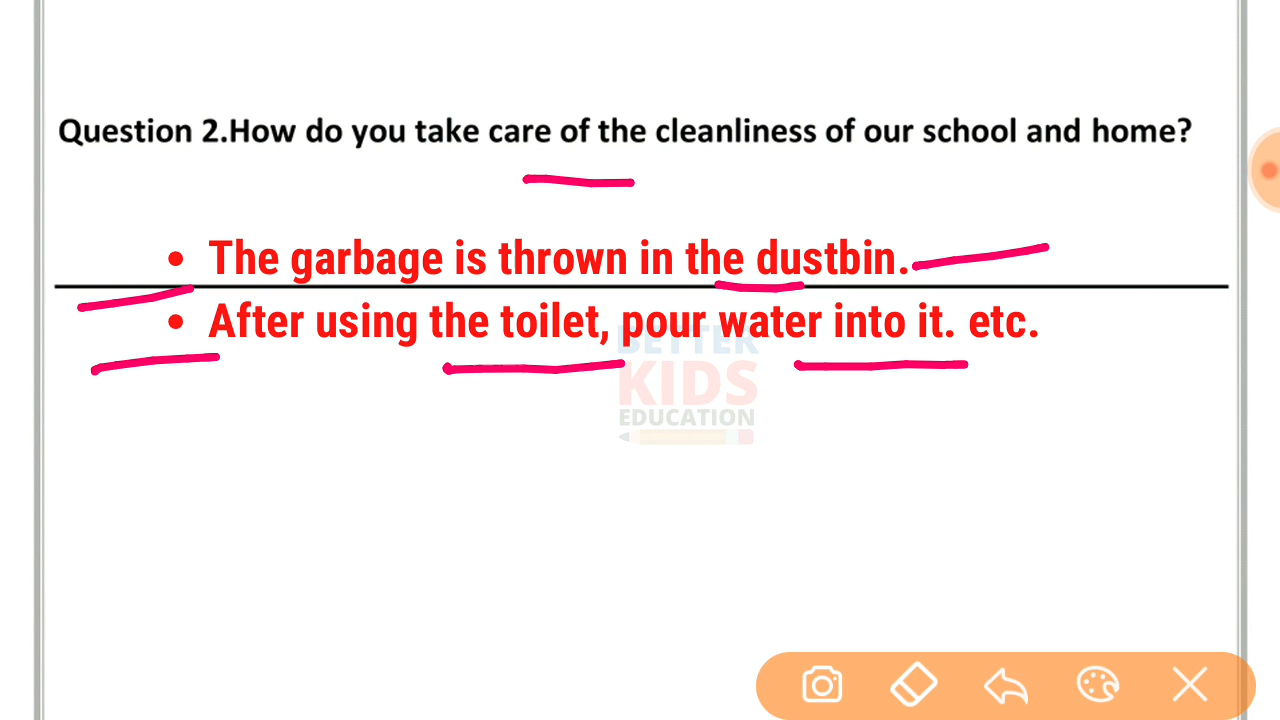 Question 2.How do you take care of the cleanliness of our school and home?
• The garbage is thrown in the dustbin.
• After using the toilet, pour water into it. etc.
BETTER
KIDS
EDUCATION